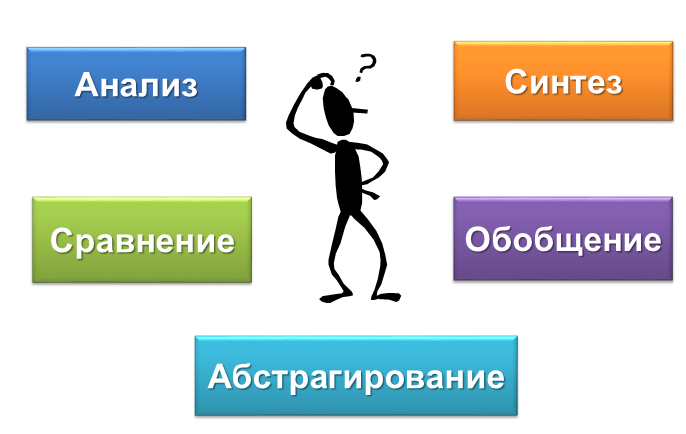 ?
Анализ
Синтез
Сравнение
Обобщение
Абстрагирование